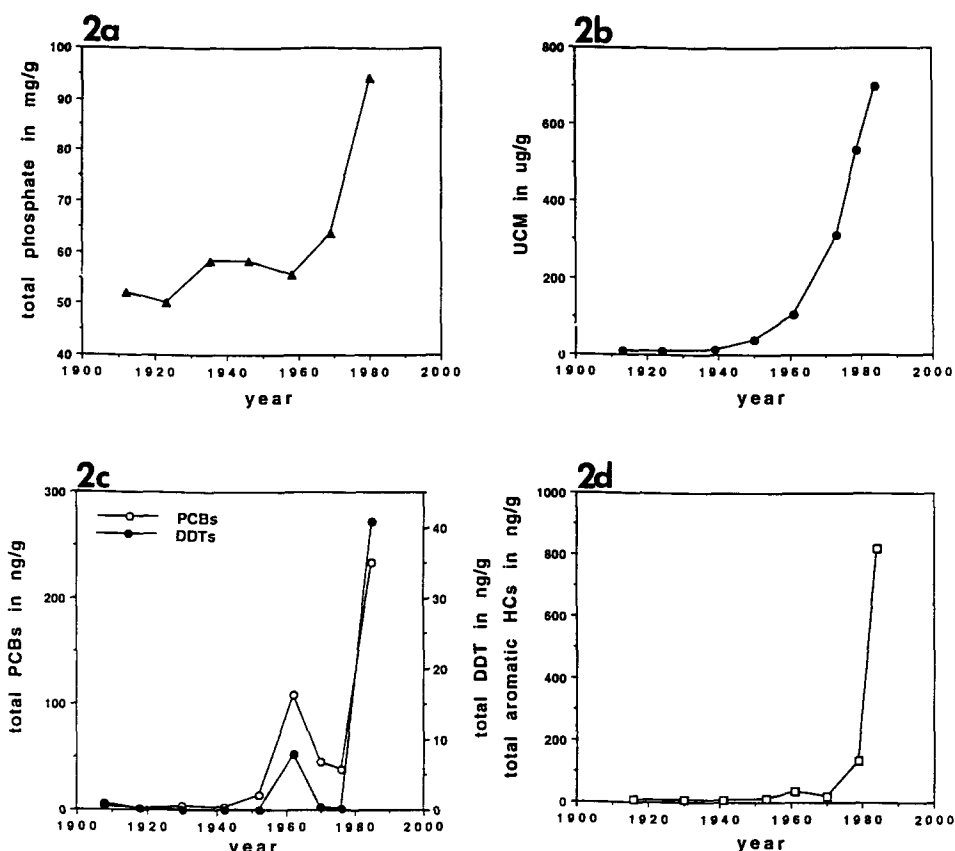 2a
total phosphate in mg/g
100
90
80
70
60
50
40
1900 1920 1940 1960 1980 2000
year
2b
UCM in ug/g
800
600
400
200
0
1900 1920 1940 1960 1980 2000
year
2c
total PCBs in ng/g
300
200
100
0
PCBs
DDTs
40
30
20
10
0
total DDT in ng/g
1900 1920 1940 1960 1980 2000
year
2d
total aromatic HCs in ng/g
1000
800
600
400
200
0
1900 1920 1940 1960 1980 2000
year